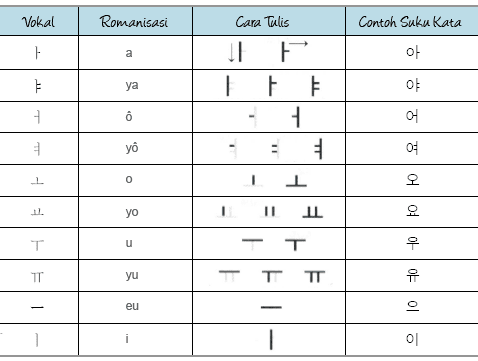 Vokal Romanisasi Cara Tulis Contoh Suku Kata
ㅏ a ㅏ ㅏ 아
ㅑ ya ㅑ ㅑ ㅑ 야
ㅓ ô ㅓ ㅓ 어
ㅕ yô ㅕ ㅕ ㅕ 여
ㅗ o ㅗ ㅗ 오
ㅛ yo ㅛ ㅛ ㅛ 요
ㅜ u ㅜ ㅜ 우
ㅠ yu ㅠ ㅠ ㅠ 유
ㅡ eu ㅡ 으
ㅣ i ㅣ 이